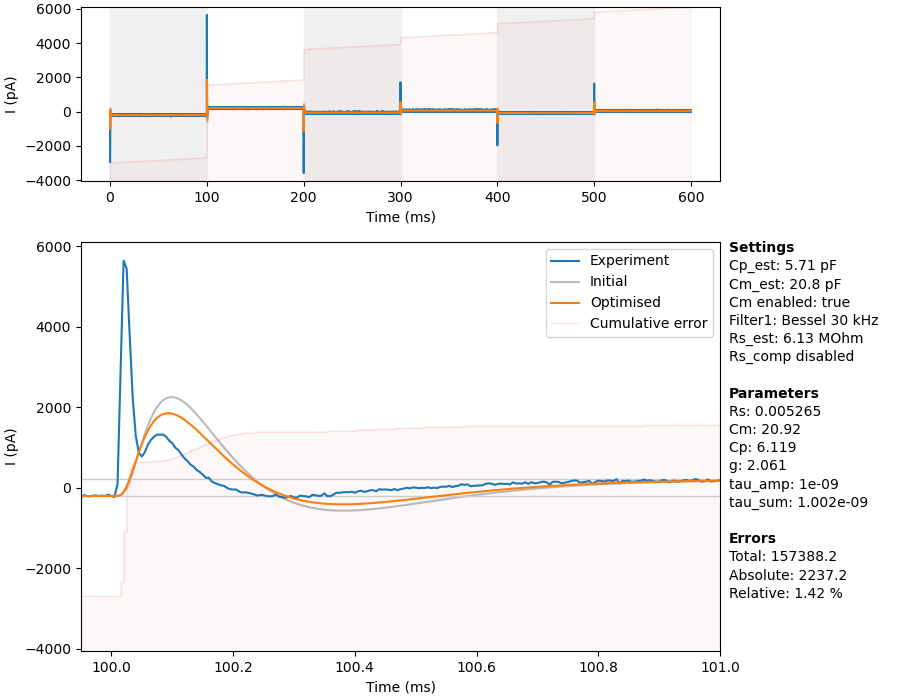 6000
4000
2000
0
−2000
−4000
I (pA)
0 100 200 300 400 500 600
Time (ms)
6000
4000
2000
0
−2000
−4000
I (pA)
100.0 100.2 100.4 100.6 100.8 101.0
Time (ms)
Experiment
Initial
Optimised
Cumulative error
Settings
Cp_est: 5.71 pF
Cm_est: 20.8 pF
Cm enabled: true
Filter1: Bessel 30 kHz
Rs_est: 6.13 MOhm
Rs_comp disabled
Parameters
Rs: 0.005265
Cm: 20.92
Cp: 6.119
g: 2.061
tau_amp: 1e-09
tau_sum: 1.002e-09
Errors
Total: 157388.2
Absolute: 2237.2
Relative: 1.42 %